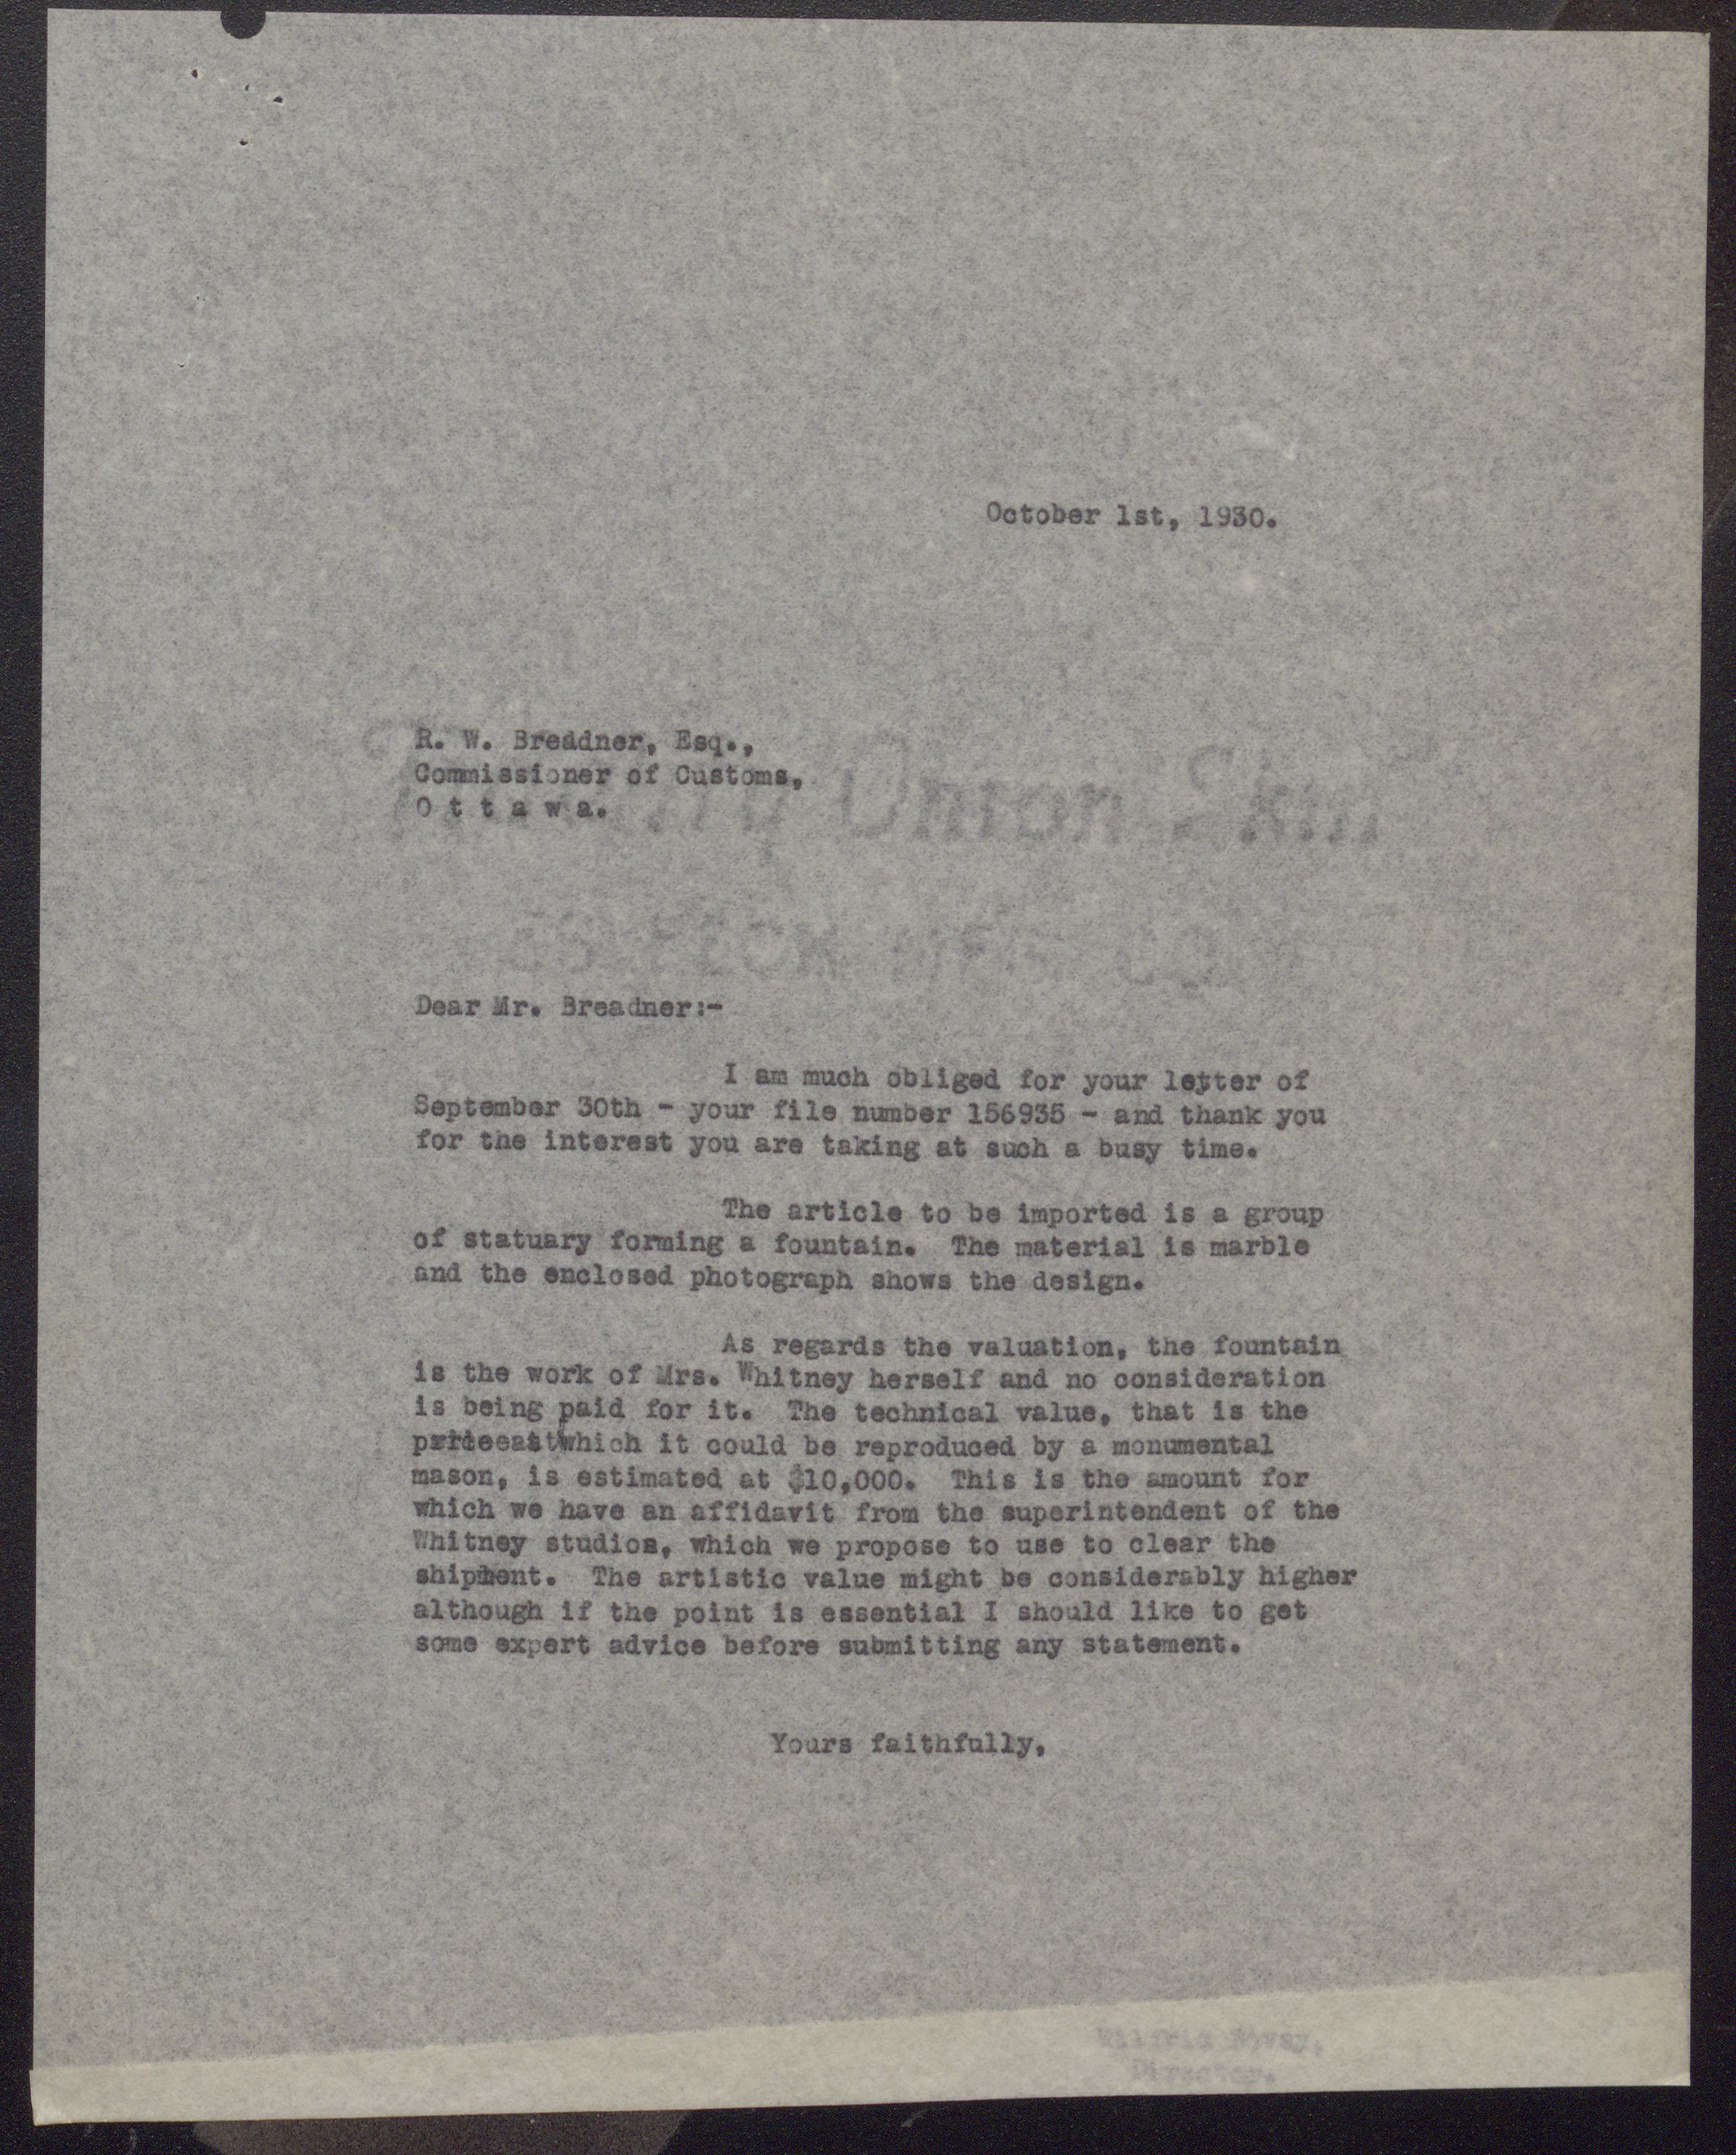 October 1st, 1930.
R. W. Breadner, Esq.,
Commissioner of Customs,
O t t a w a.
Union Skin
Dear Mr. Breadner:-
I am much obliged for your letter of
September 30th - your file number 156935 - and thank you
for the interest you are taking at such a busy time.
The article to be imported is a group
of statuary forming a fountain. The material is marble
and the enclosed photograph shows the design.
As regards the valuation, the fountain
is the work of Mrs. Whitney herself and no consideration
is being paid for it. The technical value, that is the
price at which it could be reproduced by a monumental
mason, is estimated at $10,000. This is the amount for
which we have an affidavit from the superintendent of the
Whitney studios, which we propose to use to clear the
shipment. The artistic value might be considerably higher
although if the point is essential I should like to get
some expert advice before submitting any statement.
Yours faithfully,
Wilfrid Bovey,
Director.